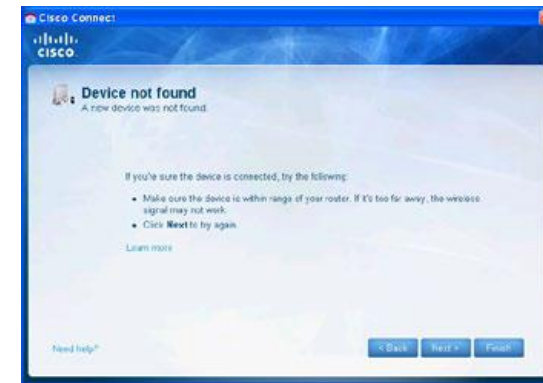 Cisco Connect
CISCO
Device not found
A new device was not found.
If you're sure the device is connected, try the following:
• Make sure the device is within range of your router. If it's too far away, the wireless
signal may not work.
• Click Next to try again.
Learn more
Need help?
< Back
Next >
Finish